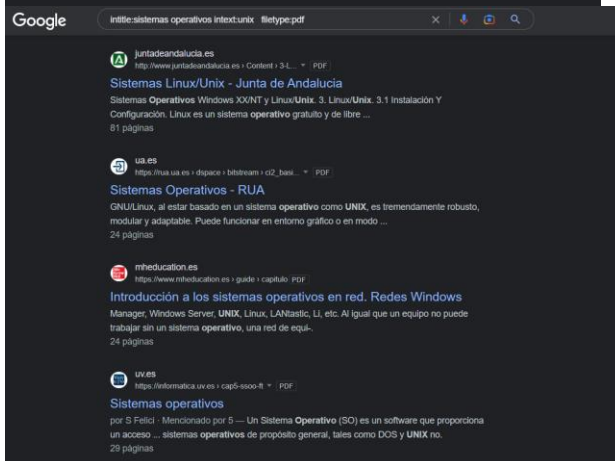 Google intitle:sistemas operativos intext:unix filetype:pdf
juntadeandalucia.es
http://www.juntadeandalucia.es › Content › 3-L... PDF
Sistemas Linux/Unix - Junta de Andalucia
Sistemas Operativos Windows XX/NT y Linux/Unix. 3. Linux/Unix. 3.1 Instalación Y
Configuración. Linux es un sistema operativo gratuito y de libre ...
81 páginas
ua.es
https://rua.ua.es › dspace › bitstream › ci2_basi... PDF
Sistemas Operativos - RUA
GNU/Linux, al estar basado en un sistema operativo como UNIX, es tremendamente robusto,
modular y adaptable. Puede funcionar en entorno gráfico o en modo ...
24 páginas
mheducation.es
https://www.mheducation.es › guide › capitulo PDF
Introducción a los sistemas operativos en red. Redes Windows
Manager, Windows Server, UNIX, Linux, LANtastic, Li, etc. Al igual que un equipo no puede
trabajar sin un sistema operativo, una red de equi-.
24 páginas
uv.es
https://informatica.uv.es › cap5-ssoo-ft PDF
Sistemas operativos
por S Felici · Mencionado por 5 — Un Sistema Operativo (SO) es un software que proporciona
un acceso ... sistemas operativos de propósito general, tales como DOS y UNIX no.
29 páginas